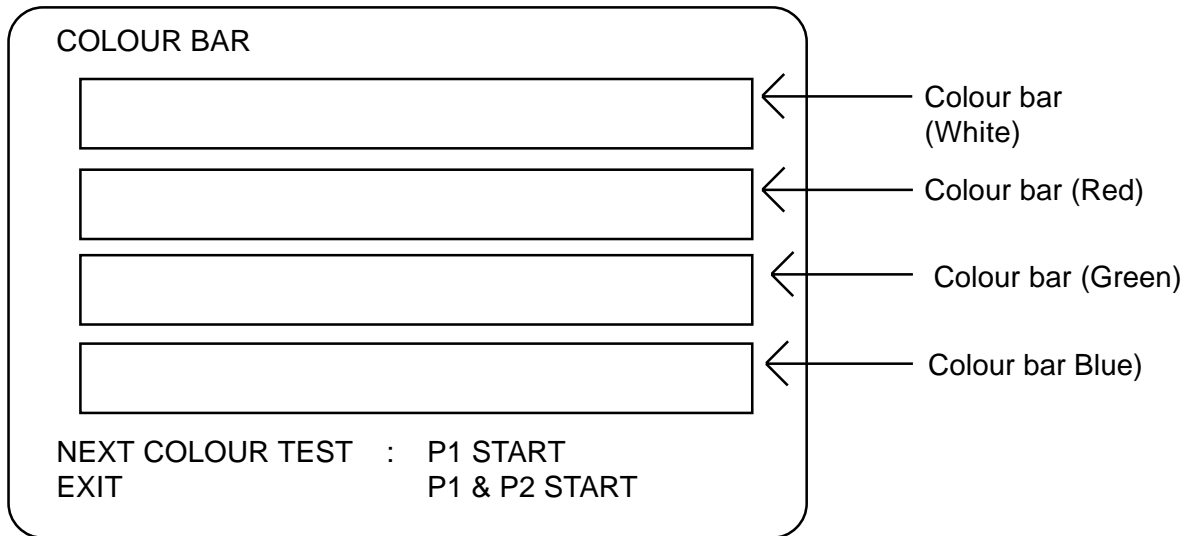 COLOUR BAR
Colour bar
(White)
Colour bar (Red)
Colour bar (Green)
Colour bar Blue)
NEXT COLOUR TEST : P1 START
EXIT P1 & P2 START